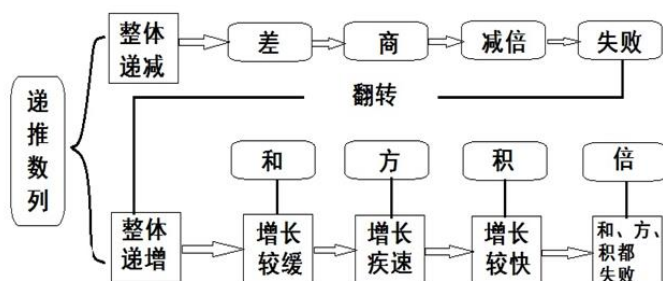 递推数列
整体
递减
差
商
减倍
失败
翻转
和
方
积
倍
整体
递增
增长
较缓
增长
疾速
增长
较快
和、方、
积都
失败